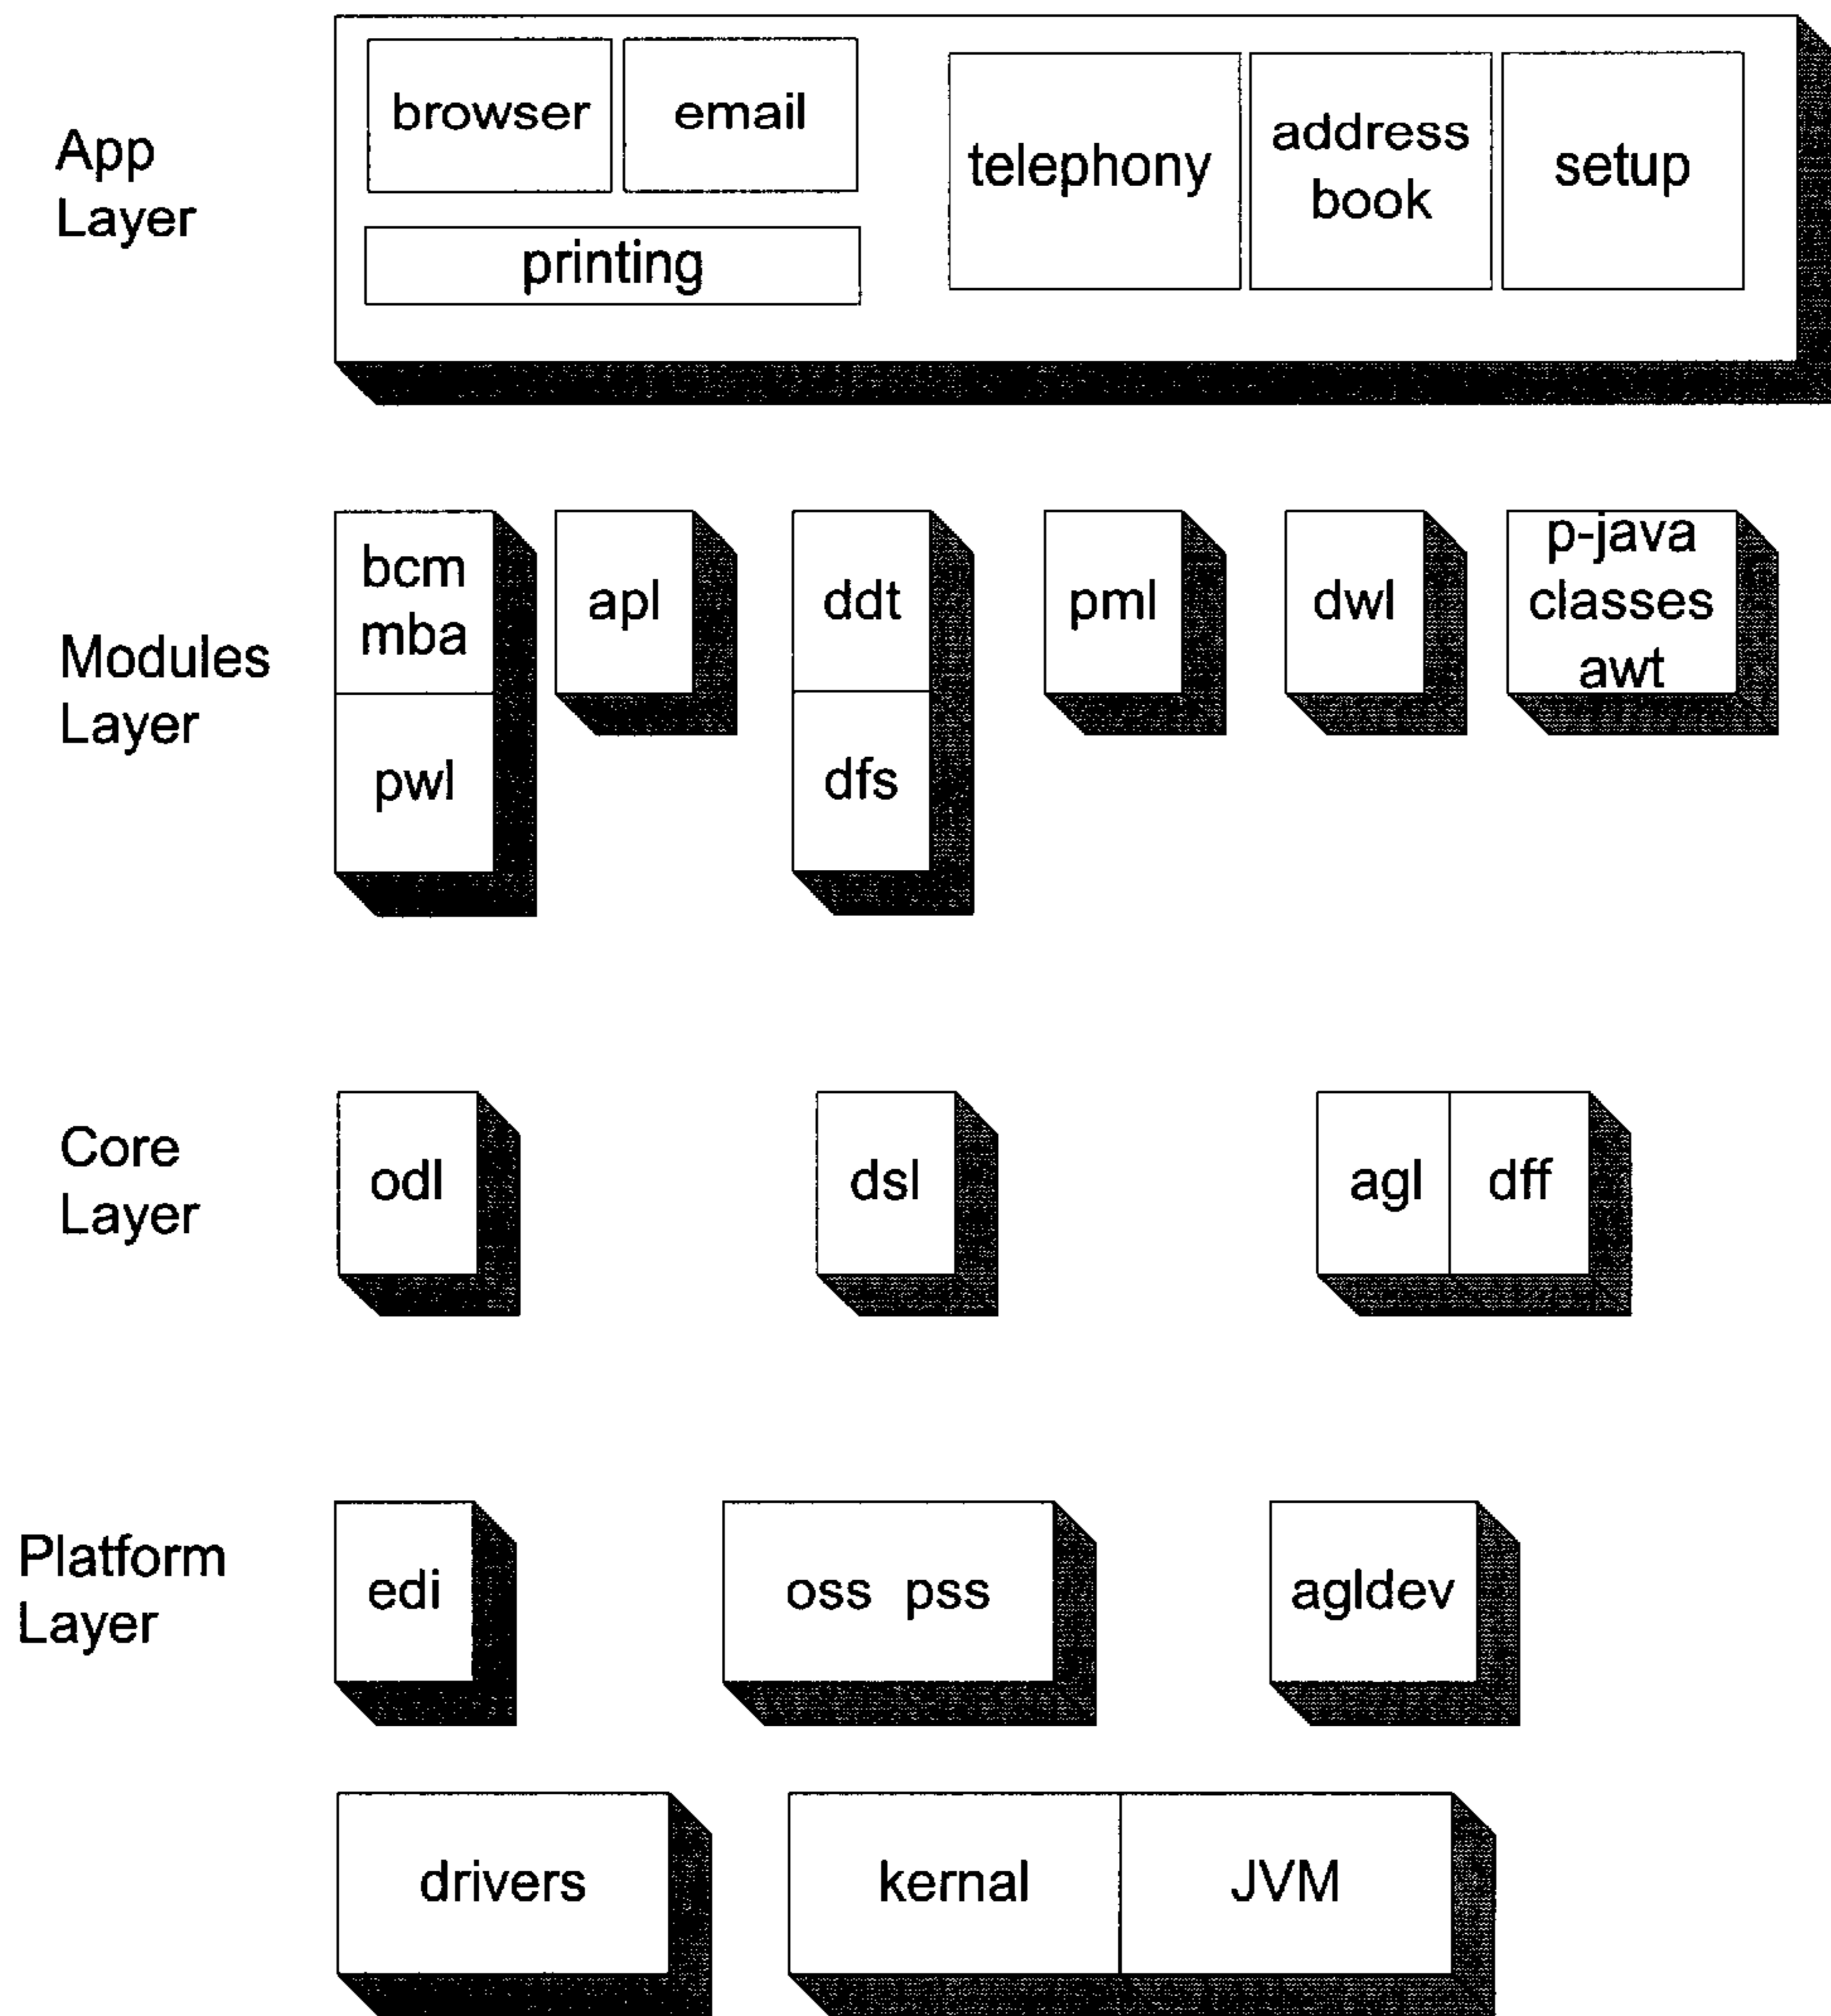 App
Layer
browser
email
printing
telephony
address
book
setup
Modules
Layer
bcm
mba
pwl
apl
ddt
dfs
pml
dwl
p-java
classes
awt
Core
Layer
odl
dsl
agl
dff
Platform
Layer
edi
oss pss
agldev
drivers
kernal
JVM